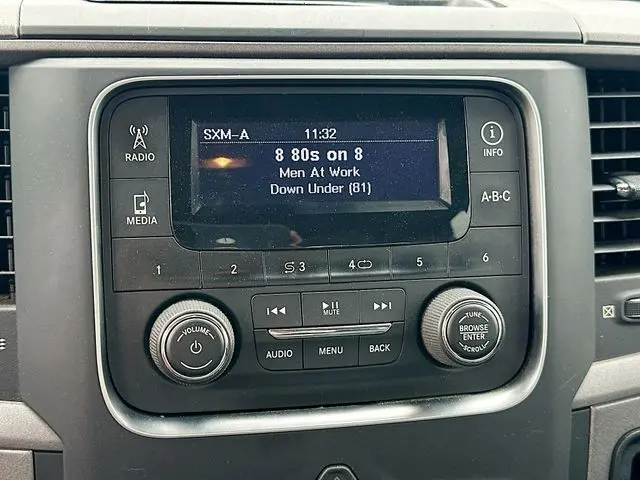 SXM-A 11:32
8 80s on 8
Men At Work
Down Under (81)
RADIO
MEDIA
INFO
A·B·C
1 2 3 4 5 6
VOLUME
MUTE
AUDIO MENU BACK
TUNE
BROWSE
ENTER
SCROLL
E